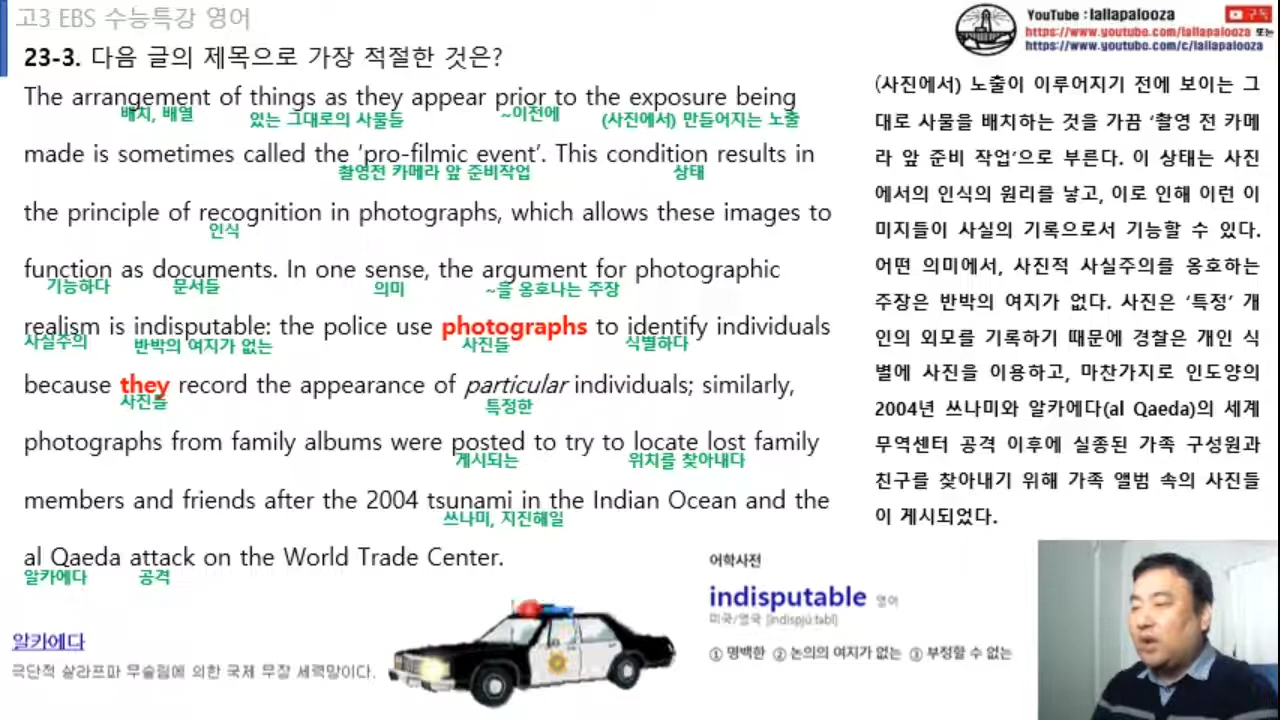 고3 EBS 수능특강 영어
YouTube : lallapalooza
구독
https://www.youtube.com/lallapalooza 또는
https://www.youtube.com/c/lallapalooza
23-3. 다음 글의 제목으로 가장 적절한 것은?
The arrangement of things as they appear prior to the exposure being
배치, 배열 있는 그대로의 사물들 ~이전에 (사진에서) 만들어지는 노출
made is sometimes called the ‘pro-filmic event’. This condition results in
촬영전 카메라 앞 준비작업 상태
the principle of recognition in photographs, which allows these images to
인식
function as documents. In one sense, the argument for photographic
기능하다 문서들 의미 ~을 옹호나는 주장
realism is indisputable: the police use photographs to identify individuals
사실주의 반박의 여지가 없는 사진들 식별하다
because they record the appearance of particular individuals; similarly,
사진들 특정한
photographs from family albums were posted to try to locate lost family
게시되는 위치를 찾아내다
members and friends after the 2004 tsunami in the Indian Ocean and the
쓰나미, 지진해일
al Qaeda attack on the World Trade Center.
알카에다 공격
(사진에서) 노출이 이루어지기 전에 보이는 그
대로 사물을 배치하는 것을 가끔 ‘촬영 전 카메
라 앞 준비 작업’으로 부른다. 이 상태는 사진
에서의 인식의 원리를 낳고, 이로 인해 이런 이
미지들이 사실의 기록으로서 기능할 수 있다.
어떤 의미에서, 사진적 사실주의를 옹호하는
주장은 반박의 여지가 없다. 사진은 ‘특정’ 개
인의 외모를 기록하기 때문에 경찰은 개인 식
별에 사진을 이용하고, 마찬가지로 인도양의
2004년 쓰나미와 알카에다(al Qaeda)의 세계
무역센터 공격 이후에 실종된 가족 구성원과
친구를 찾아내기 위해 가족 앨범 속의 사진들
이 게시되었다.
알카에다
극단적 살라프파 무슬림에 의한 국제 무장 세력망이다.
어학사전
indisputable 영어
미국/영국 [ìndispjúːtəbl]
① 명백한 ② 논의의 여지가 없는 ③ 부정할 수 없는